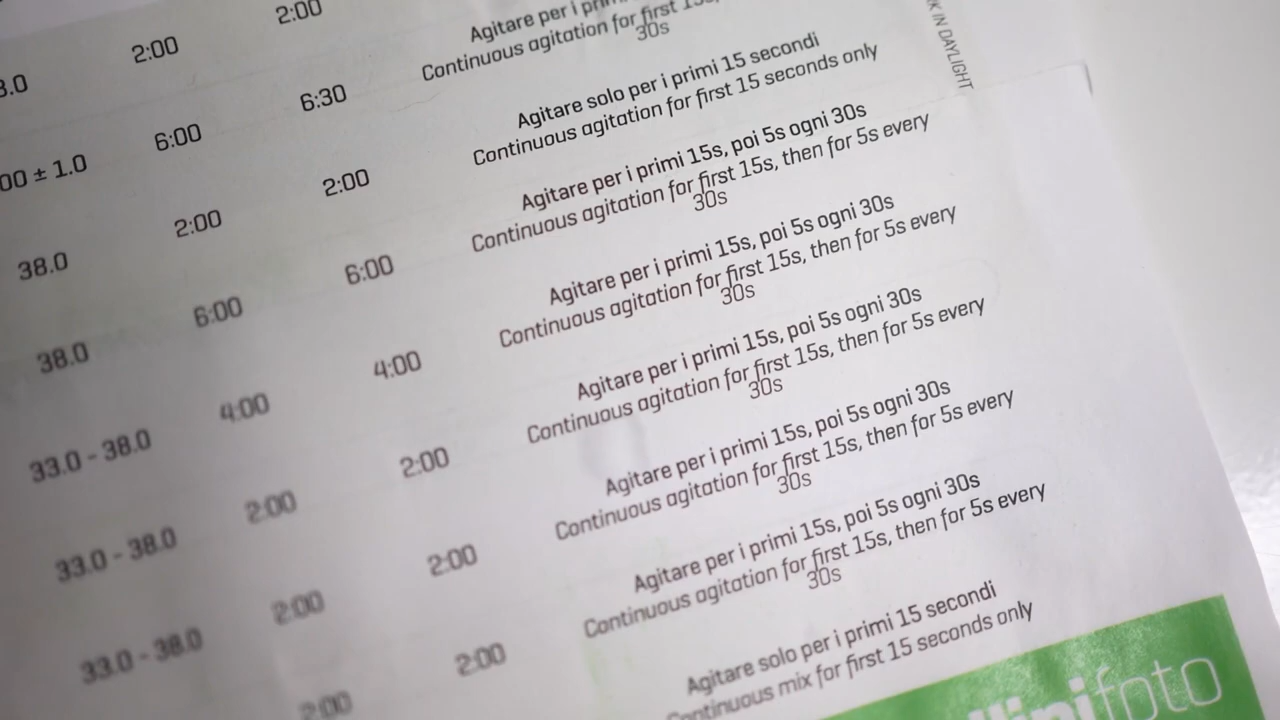 2:00 2:00
± 1.0 6:00 6:30 Agitare per i
Continuous agitation for first
30s
38.0 2:00 2:00 Agitare solo per i primi 15 secondi
Continuous agitation for first 15 seconds only
38.0 6:00 6:00 Agitare per i primi 15s, poi 5s ogni 30s
Continuous agitation for first 15s, then for 5s every
30s
33.0 - 38.0 4:00 4:00 Agitare per i primi 15s, poi 5s ogni 30s
Continuous agitation for first 15s, then for 5s every
30s
33.0 - 38.0 2:00 2:00 Agitare per i primi 15s, poi 5s ogni 30s
Continuous agitation for first 15s, then for 5s every
30s
33.0 - 38.0 2:00 2:00 Agitare per i primi 15s, poi 5s ogni 30s
Continuous agitation for first 15s, then for 5s every
30s
2:00 2:00 Agitare per i primi 15s, poi 5s ogni 30s
Continuous agitation for first 15s, then for 5s every
30s
Agitare solo per i primi 15 secondi
Continuous mix for first 15 seconds only
IN DAYLIGHT
foto